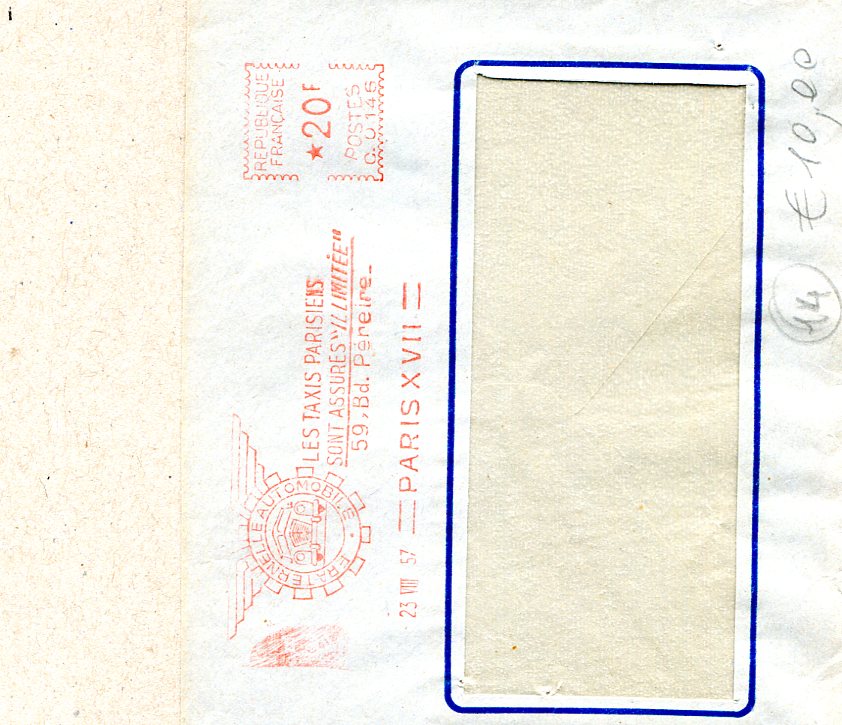 FRATERNELLE AUTOMOBILE
LES TAXIS PARISIENS
SONT ASSURÉS "ILLIMITÉE"
59, Bd. Péreire_
23 VIII 57
PARIS XVII
REPUBLIQUE
FRANÇAISE
★20F
POSTES
C.0146
14
€ 10,00